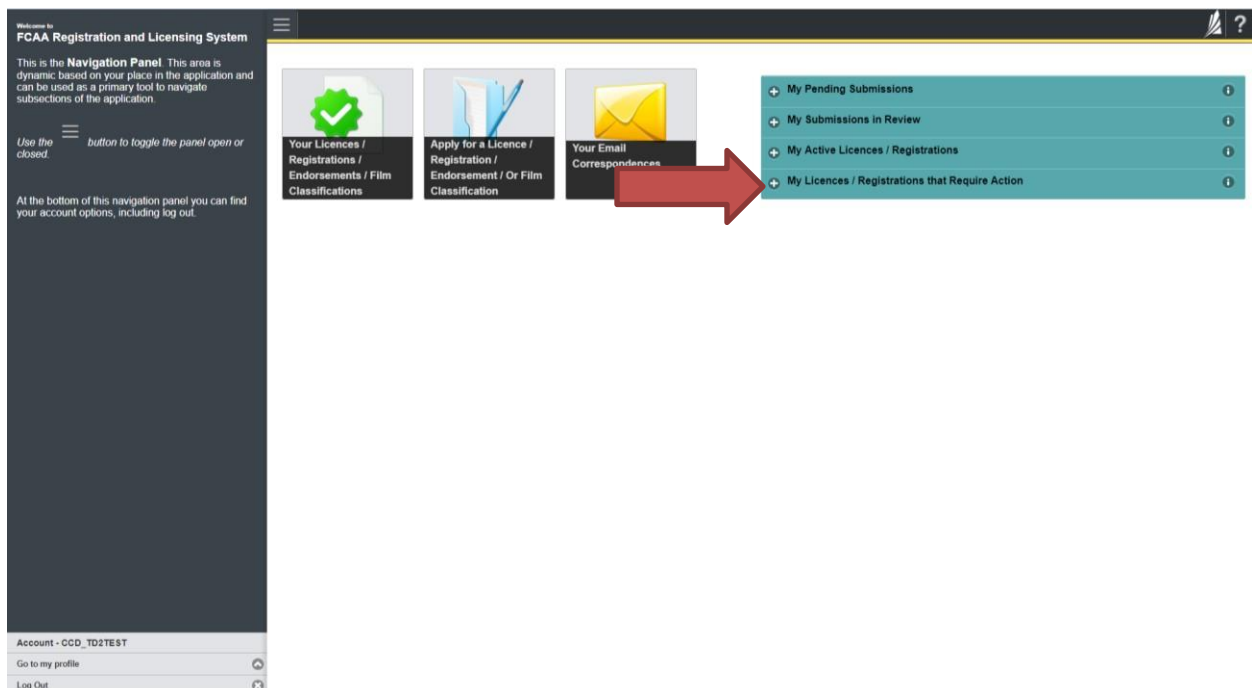 Welcome to
FCAA Registration and Licensing System
This is the Navigation Panel. This area is
dynamic based on your place in the application and
can be used as a primary tool to navigate
subsections of the application.
Use the button to toggle the panel open or
closed.
At the bottom of this navigation panel you can find
your account options, including log out.
Account - CCD_TD2TEST
Go to my profile
Log Out
?
Your Licences /
Registrations /
Endorsements / Film
Classifications
Apply for a Licence /
Registration /
Endorsement / Or Film
Classification
Your Email
Correspondences
My Pending Submissions
My Submissions in Review
My Active Licences / Registrations
My Licences / Registrations that Require Action